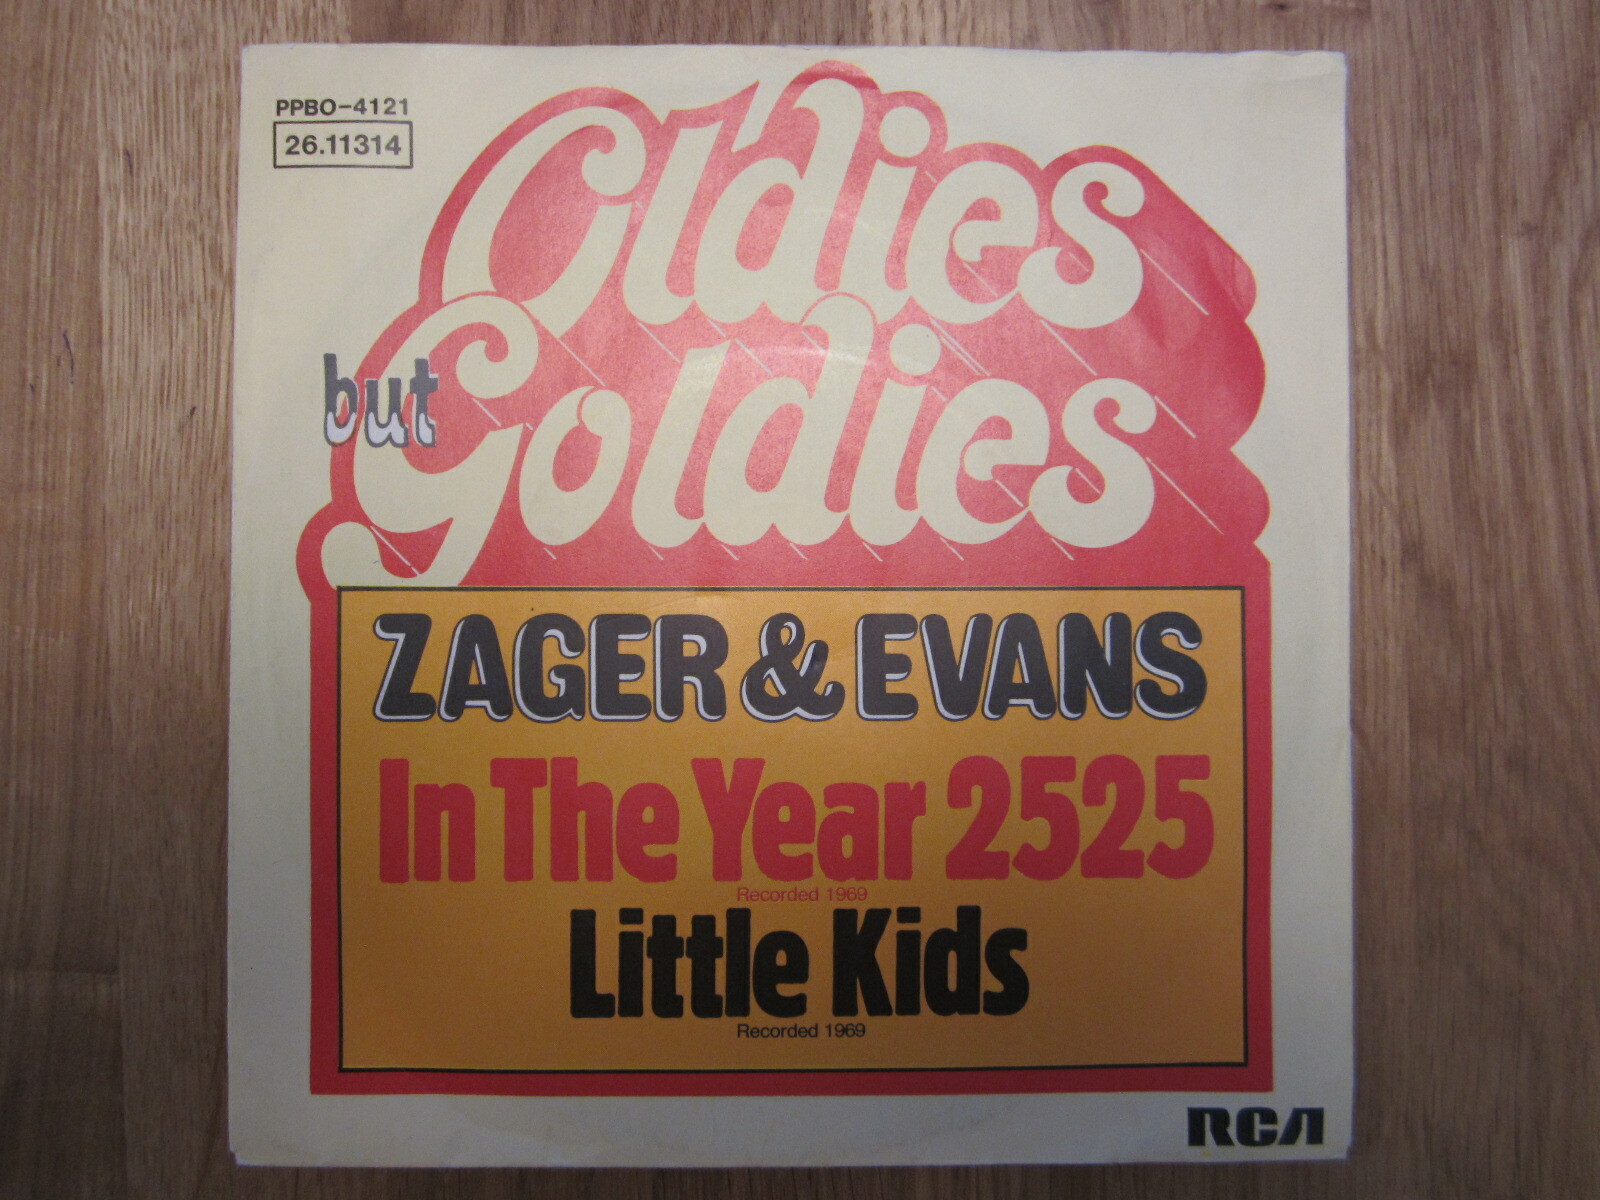 PPBO-4121
26.11314
Oldies
but
Goldies
ZAGER & EVANS
In The Year 2525
Recorded 1969
Little Kids
Recorded 1969
RCA